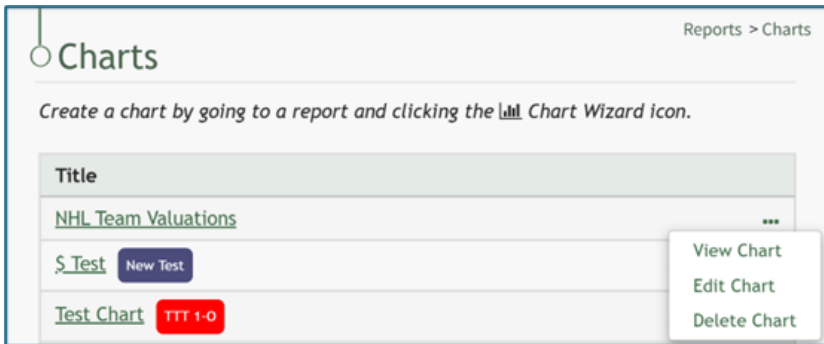 Reports > Charts
Charts
Create a chart by going to a report and clicking the Chart Wizard icon.
Title
NHL Team Valuations
$ Test New Test
Test Chart TTT 1-O
View Chart
Edit Chart
Delete Chart